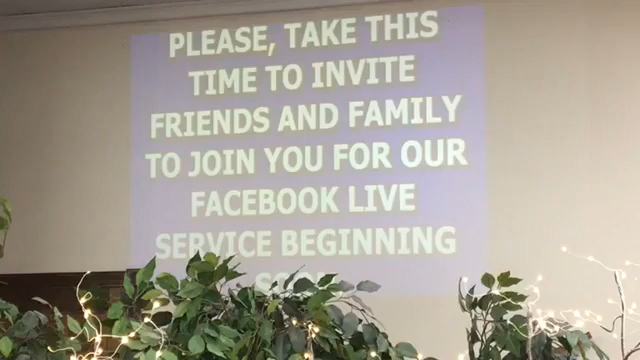 PLEASE, TAKE THIS
TIME TO INVITE
FRIENDS AND FAMILY
TO JOIN YOU FOR OUR
FACEBOOK LIVE
SERVICE BEGINNING